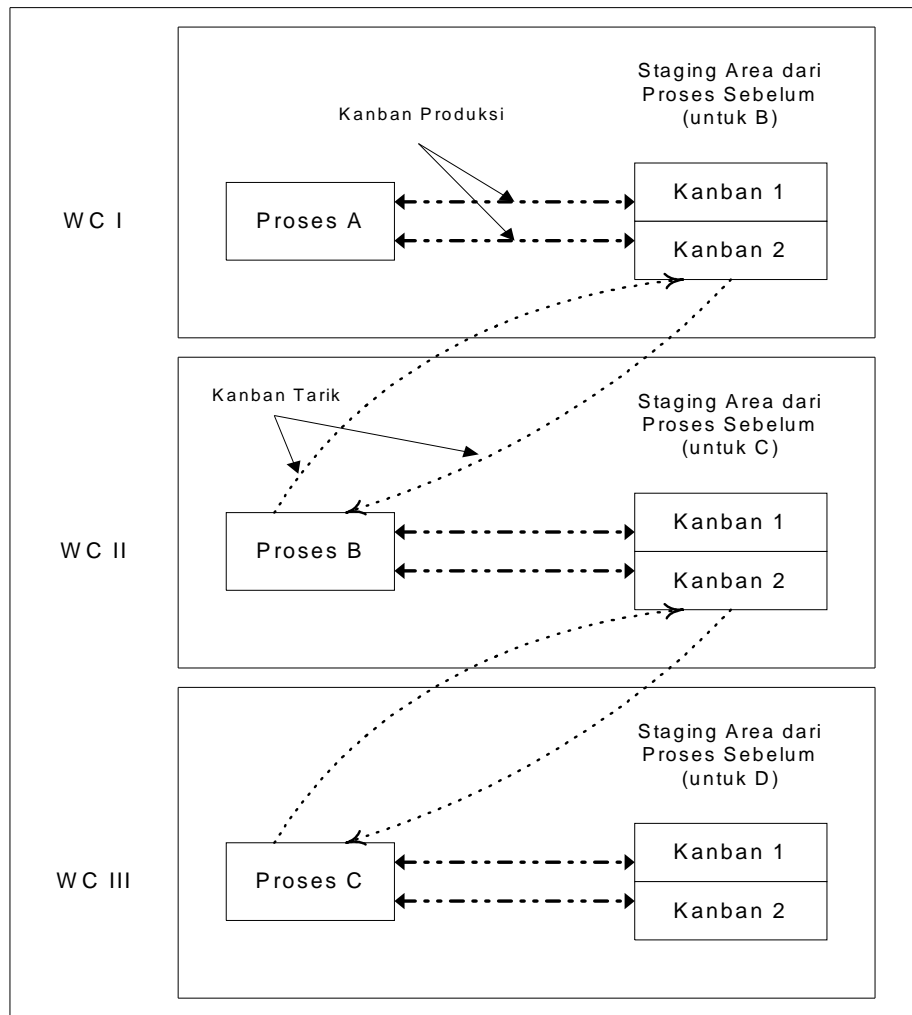 Staging Area dari
Proses Sebelum
(untuk B)
Kanban Produksi
WC I
Proses A
Kanban 1
Kanban 2
Kanban Tarik
Staging Area dari
Proses Sebelum
(untuk C)
WC II
Proses B
Kanban 1
Kanban 2
Staging Area dari
Proses Sebelum
(untuk D)
WC III
Proses C
Kanban 1
Kanban 2